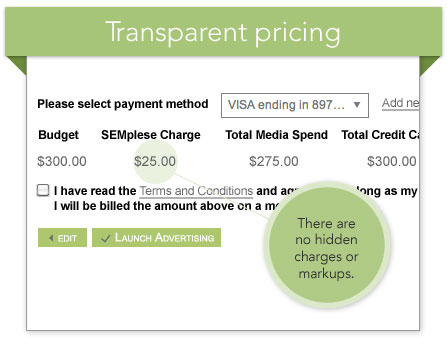 Transparent pricing
Please select payment method VISA ending in 897... Add ne
Budget SEMplese Charge Total Media Spend Total Credit Ca
$300.00 $25.00 $275.00 $300.00
I have read the Terms and Conditions and ag long as my
I will be billed the amount above on a mo
EDIT LAUNCH ADVERTISING
There are
no hidden
charges or
markups.